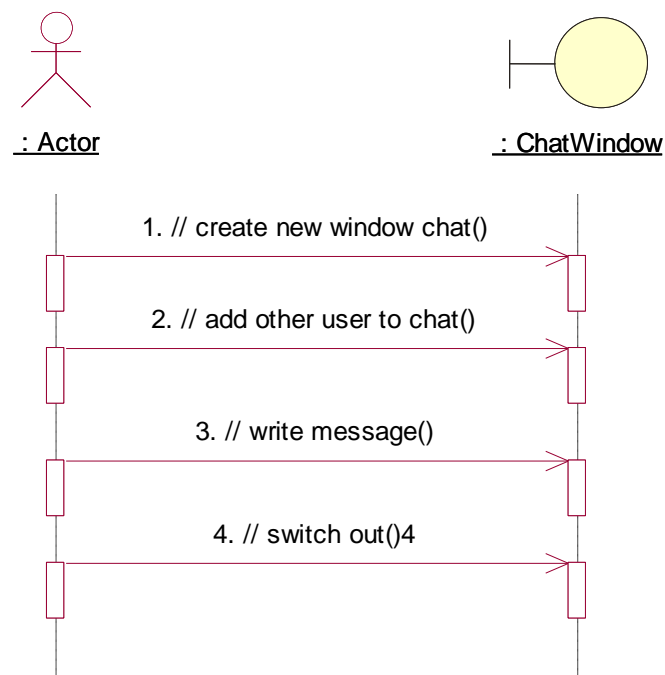 : Actor
: ChatWindow
1. // create new window chat()
2. // add other user to chat()
3. // write message()
4. // switch out()4